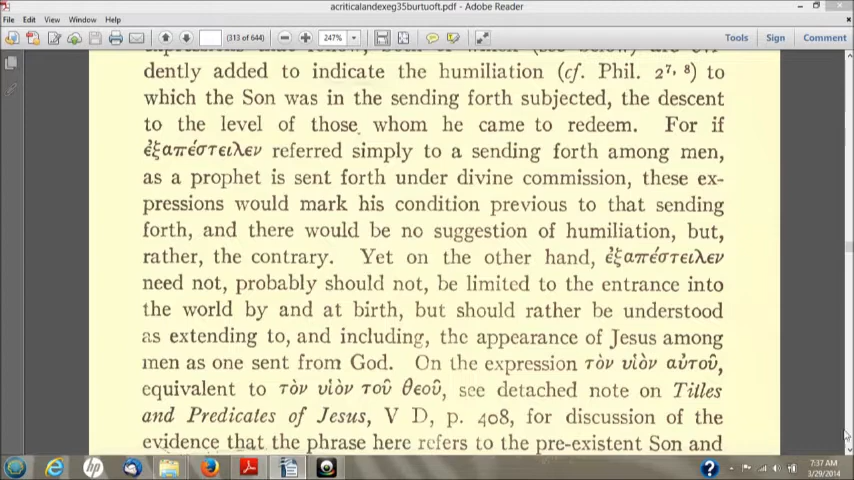 acriticalandexeg35burtuoft.pdf - Adobe Reader
File Edit View Window Help
(313 of 644) 247% Tools Sign Comment
dently added to indicate the humiliation (cf. Phil. 2⁷, ⁸) to
which the Son was in the sending forth subjected, the descent
to the level of those whom he came to redeem. For if
ἐξαπέστειλεν referred simply to a sending forth among men,
as a prophet is sent forth under divine commission, these ex-
pressions would mark his condition previous to that sending
forth, and there would be no suggestion of humiliation, but,
rather, the contrary. Yet on the other hand, ἐξαπέστειλεν
need not, probably should not, be limited to the entrance into
the world by and at birth, but should rather be understood
as extending to, and including, the appearance of Jesus among
men as one sent from God. On the expression τὸν υἱὸν αὐτοῦ,
equivalent to τὸν υἱὸν τοῦ θεοῦ, see detached note on Titles
and Predicates of Jesus, V D, p. 408, for discussion of the
evidence that the phrase here refers to the pre-existent Son and
7:37 AM
3/29/2014